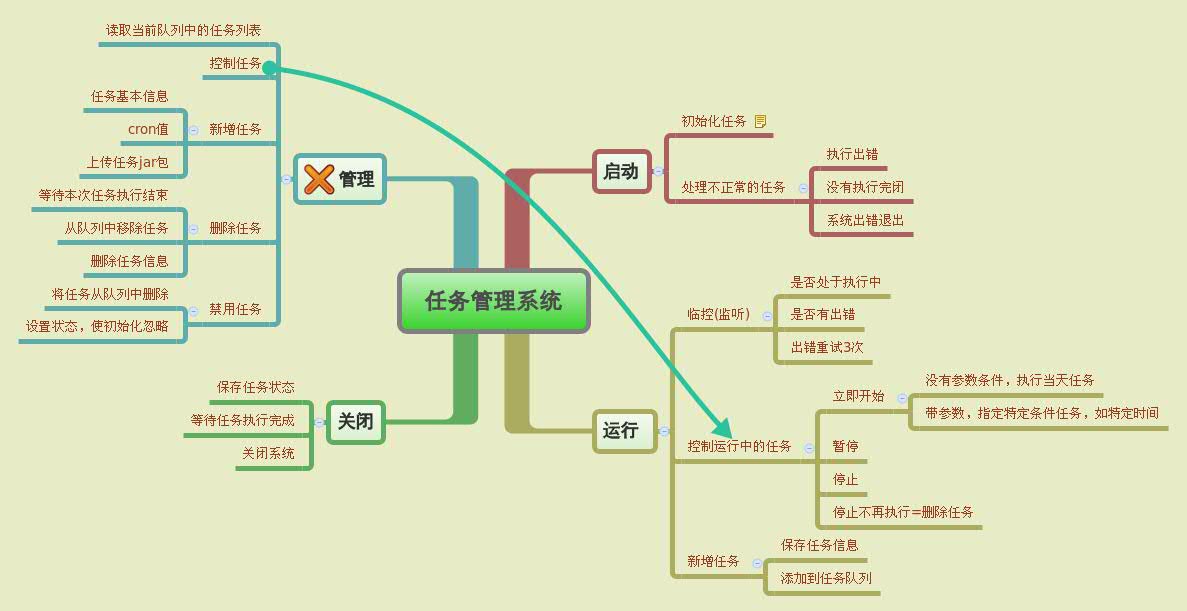 任务管理系统
启动
初始化任务
处理不正常的任务
执行出错
没有执行完闭
系统出错退出
运行
临控(监听)
是否处于执行中
是否有出错
出错重试3次
控制运行中的任务
立即开始
没有参数条件，执行当天任务
带参数，指定特定条件任务，如特定时间
暂停
停止
停止不再执行=删除任务
新增任务
保存任务信息
添加到任务队列
管理
读取当前队列中的任务列表
控制任务
新增任务
任务基本信息
cron值
上传任务jar包
删除任务
等待本次任务执行结束
从队列中移除任务
删除任务信息
禁用任务
将任务从队列中删除
设置状态，使初始化忽略
关闭
保存任务状态
等待任务执行完成
关闭系统